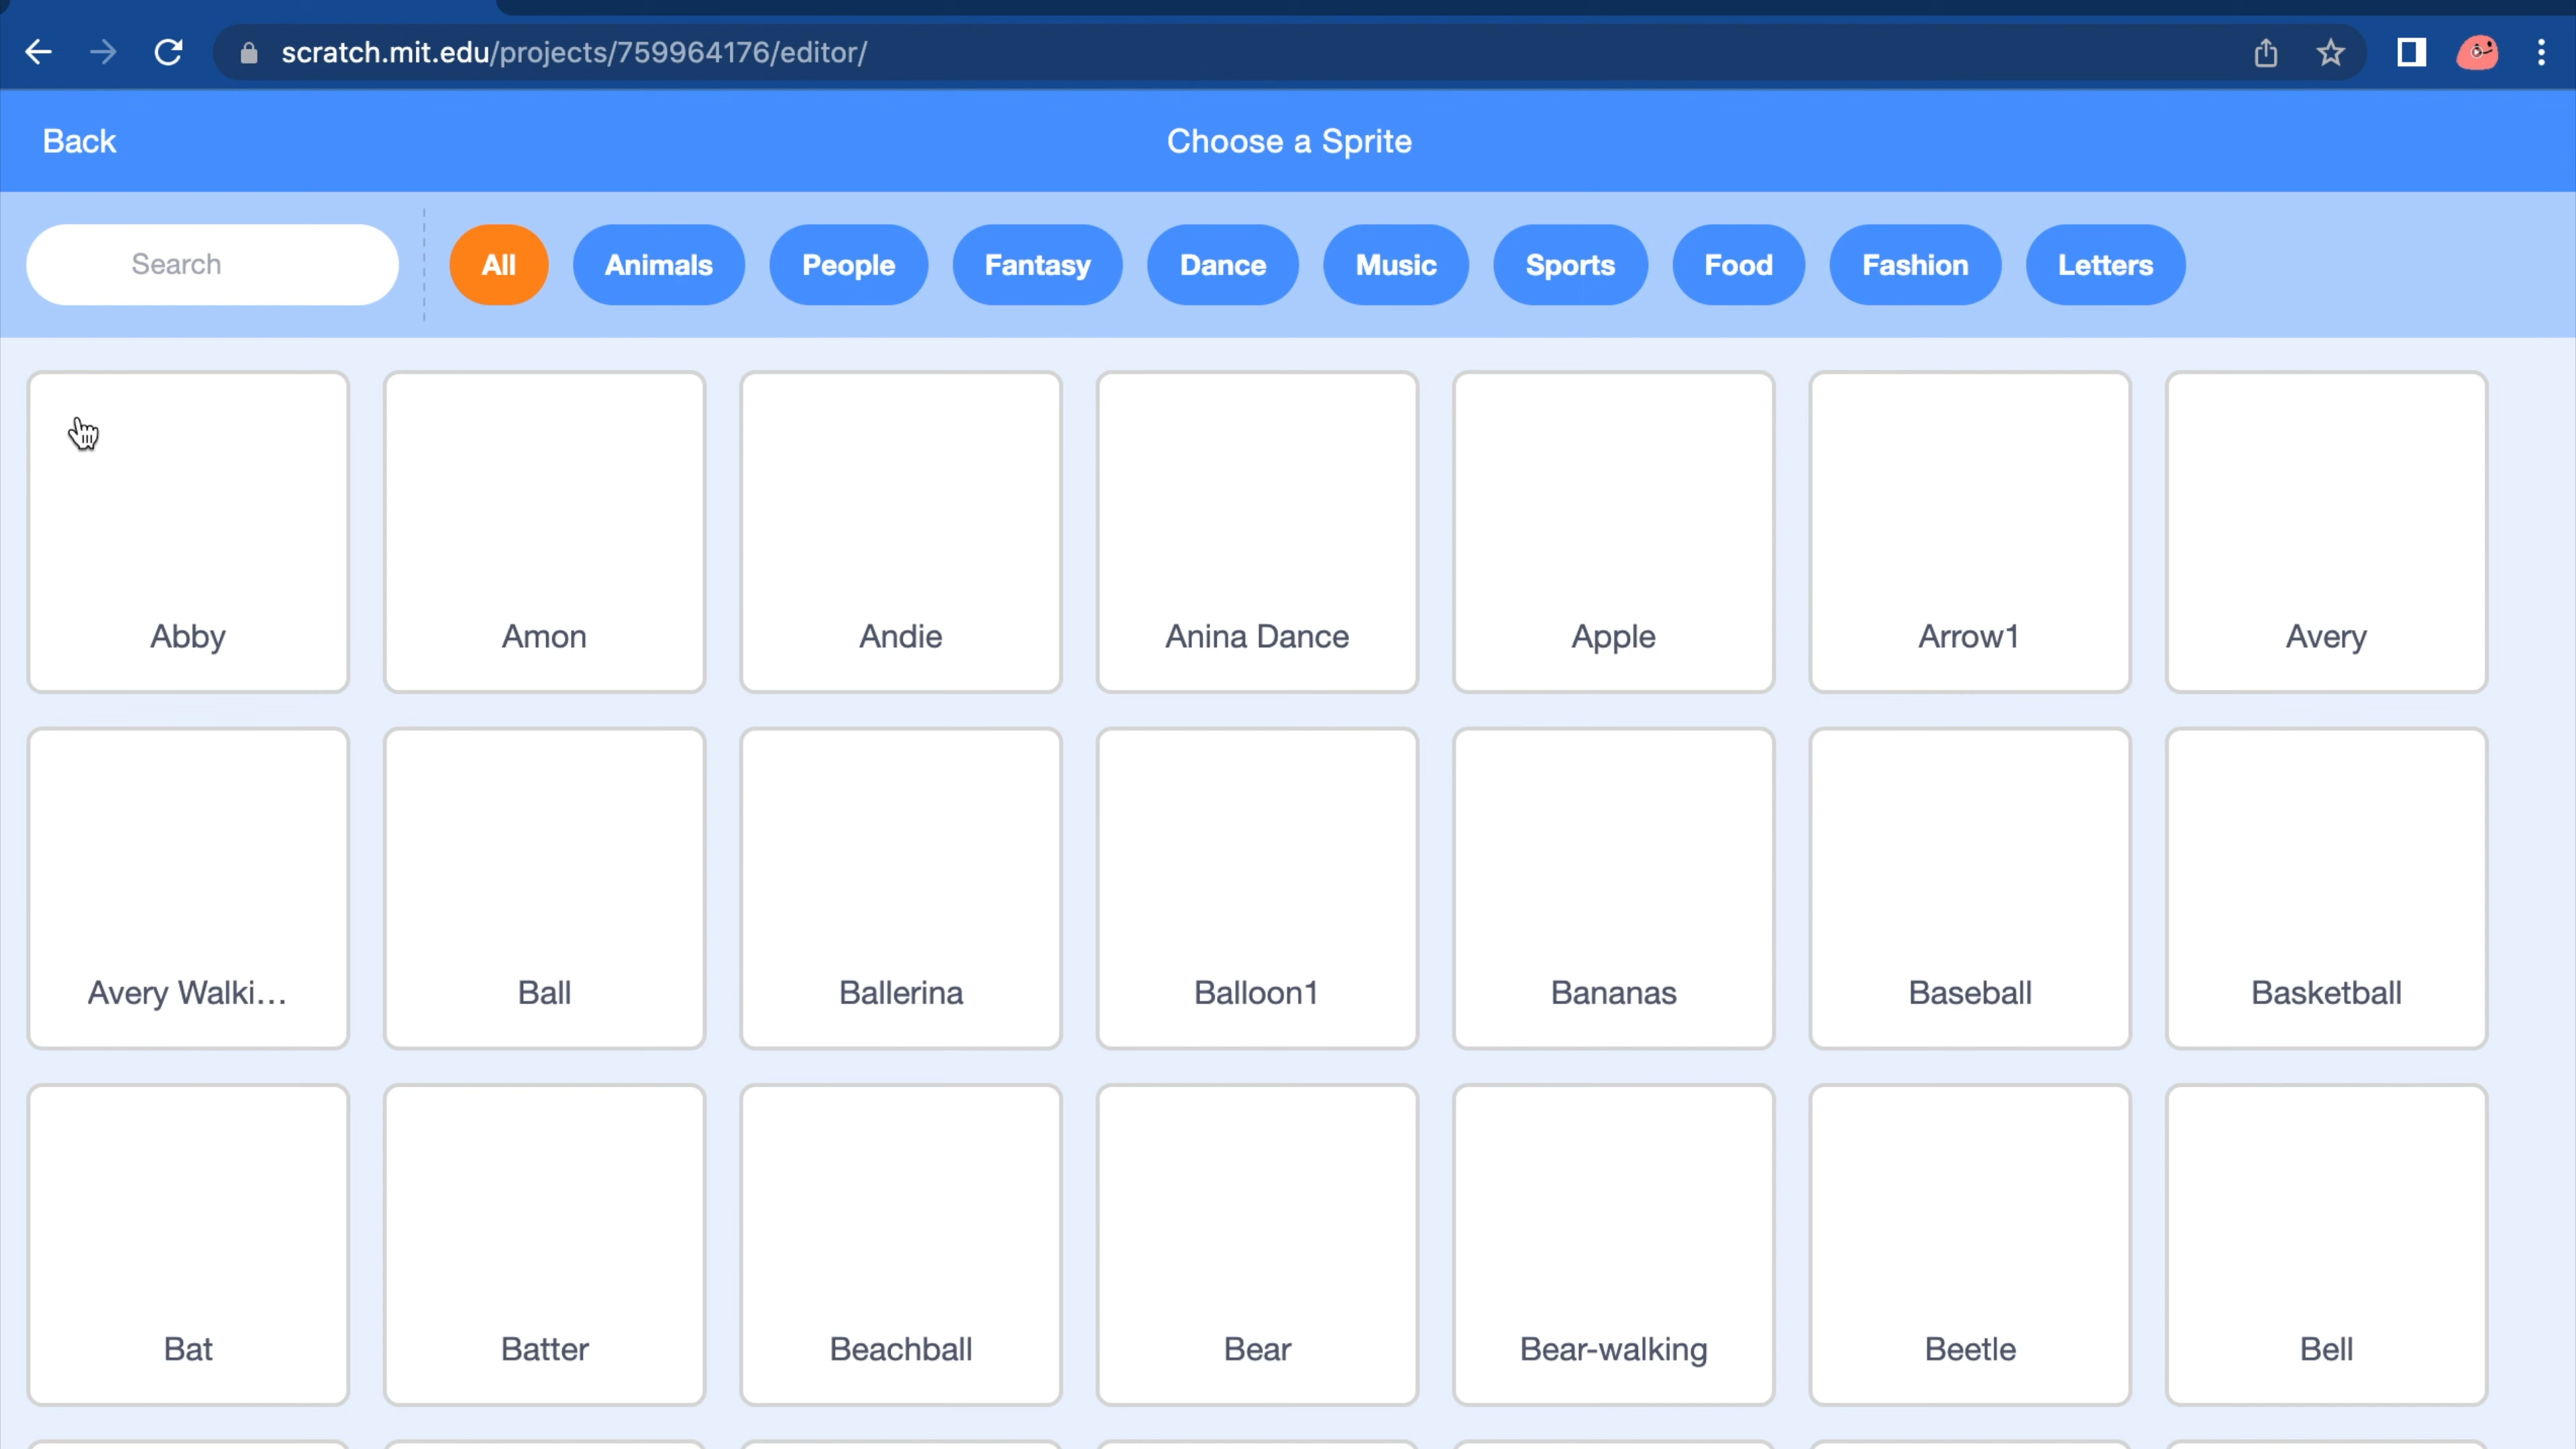 scratch.mit.edu/projects/759964176/editor/
Back
Choose a Sprite
Search
All Animals People Fantasy Dance Music Sports Food Fashion Letters
Abby Amon Andie Anina Dance Apple Arrow1 Avery
Avery Walki... Ball Ballerina Balloon1 Bananas Baseball Basketball
Bat Batter Beachball Bear Bear-walking Beetle Bell